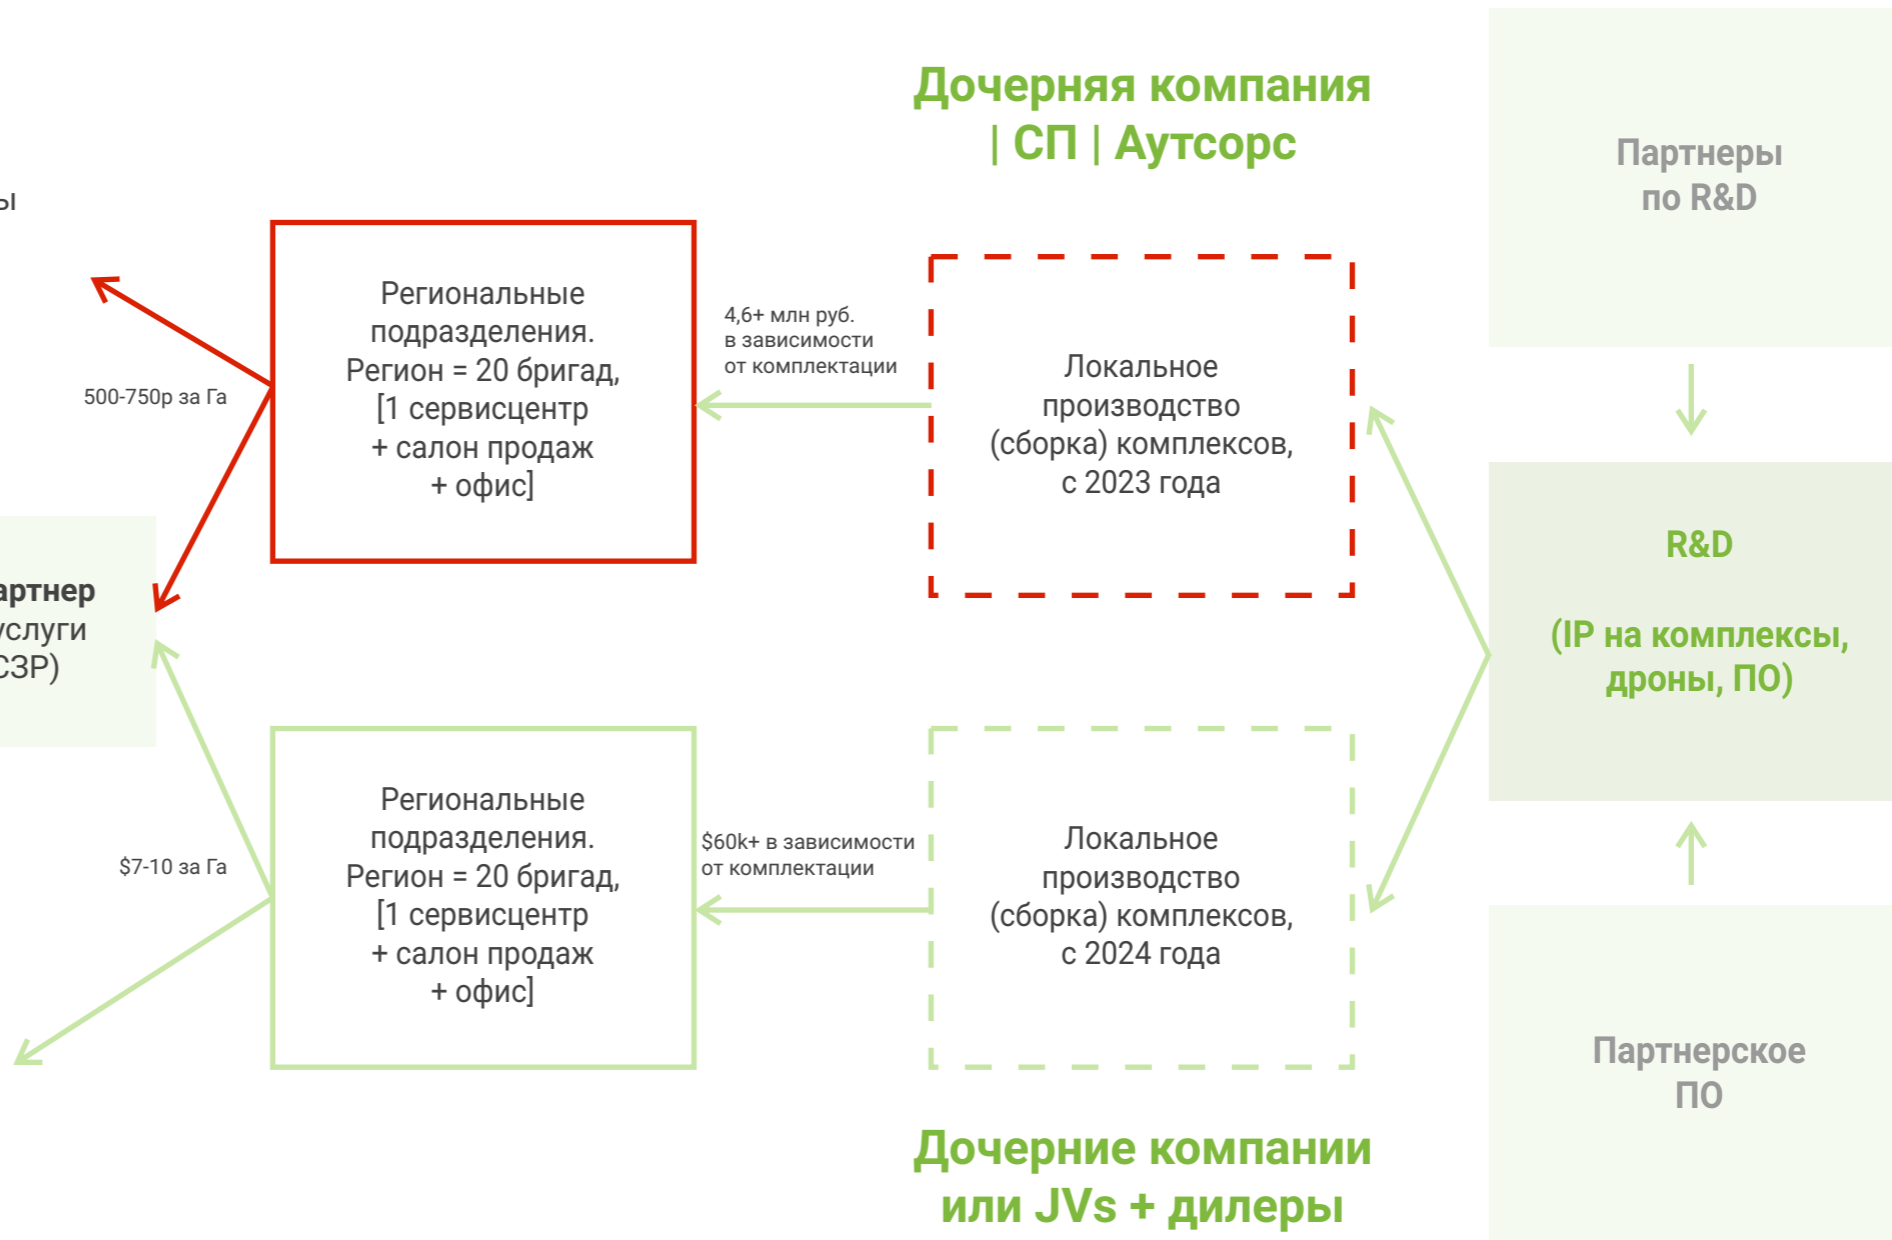 Дочерняя компания
| СП | Аутсорс
Партнеры
по R&D
Региональные
подразделения.
Регион = 20 бригад,
[1 сервисцентр
+ салон продаж
+ офис]
4,6+ млн руб.
в зависимости
от комплектации
Локальное
производство
(сборка) комплексов,
с 2023 года
500-750р за Га
R&D
(IP на комплексы,
дроны, ПО)
артнер
услуги
СЗР)
Региональные
подразделения.
Регион = 20 бригад,
[1 сервисцентр
+ салон продаж
+ офис]
$60k+ в зависимости
от комплектации
Локальное
производство
(сборка) комплексов,
с 2024 года
$7-10 за Га
Партнерское
ПО
Дочерние компании
или JVs + дилеры